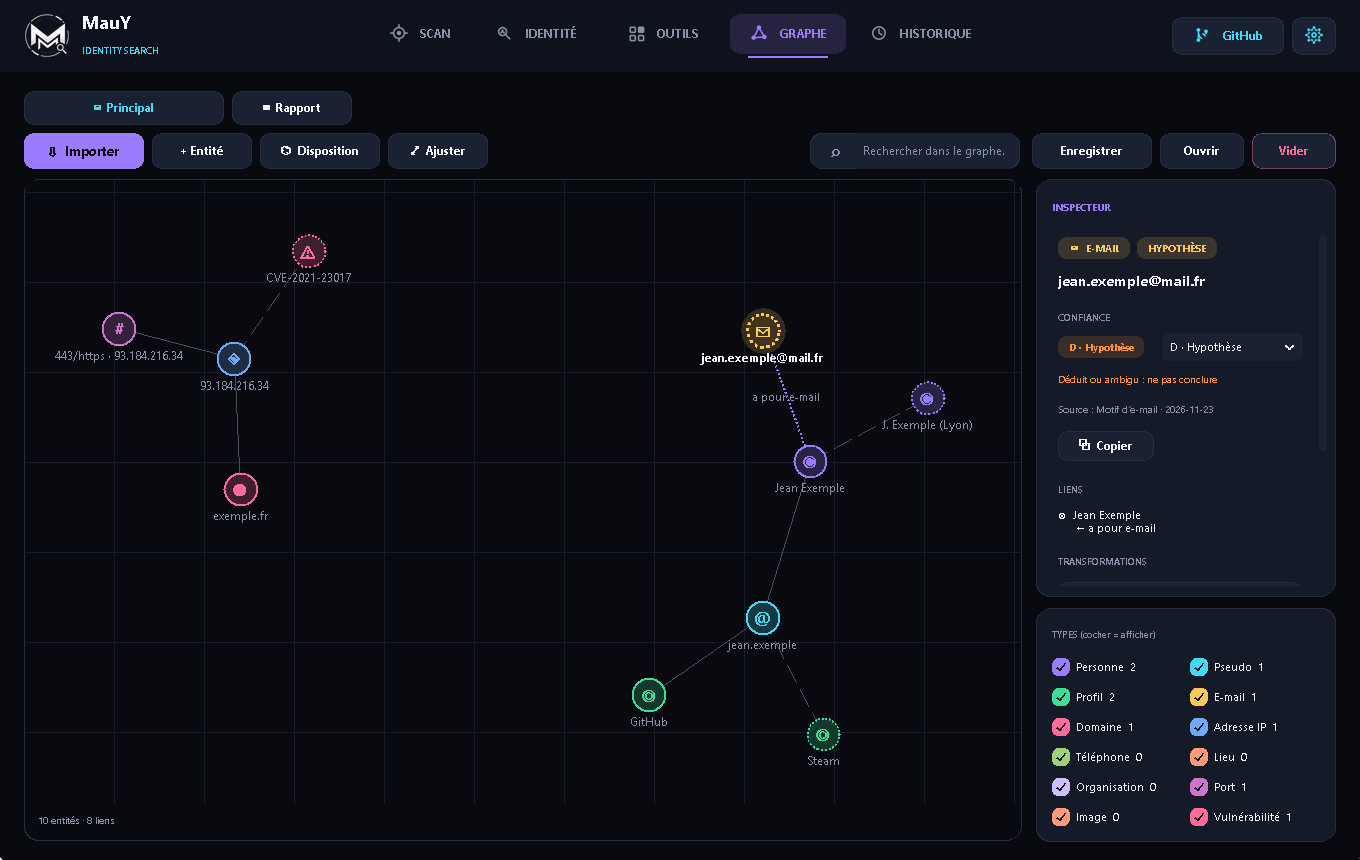 MauY
IDENTITY SEARCH
SCAN
IDENTITÉ
OUTILS
GRAPHE
HISTORIQUE
GitHub
Principal
Rapport
Importer
+ Entité
Disposition
Ajuster
Rechercher dans le graphe.
Enregistrer
Ouvrir
Vider
CVE-2021-23017
#
443/https · 93.184.216.34
93.184.216.34
exemple.fr
jean.exemple@mail.fr
a pour e-mail
J. Exemple (Lyon)
Jean Exemple
@
jean.exemple
GitHub
Steam
10 entités · 8 liens
INSPECTEUR
E-MAIL
HYPOTHÈSE
jean.exemple@mail.fr
CONFIANCE
D · Hypothèse
D · Hypothèse
Déduit ou ambigu : ne pas conclure
Source : Motif d'e-mail · 2026-11-23
Copier
LIENS
Jean Exemple
← a pour e-mail
TRANSFORMATIONS
TYPES (cocher = afficher)
Personne 2
Pseudo 1
Profil 2
E-mail 1
Domaine 1
Adresse IP 1
Téléphone 0
Lieu 0
Organisation 0
Port 1
Image 0
Vulnérabilité 1